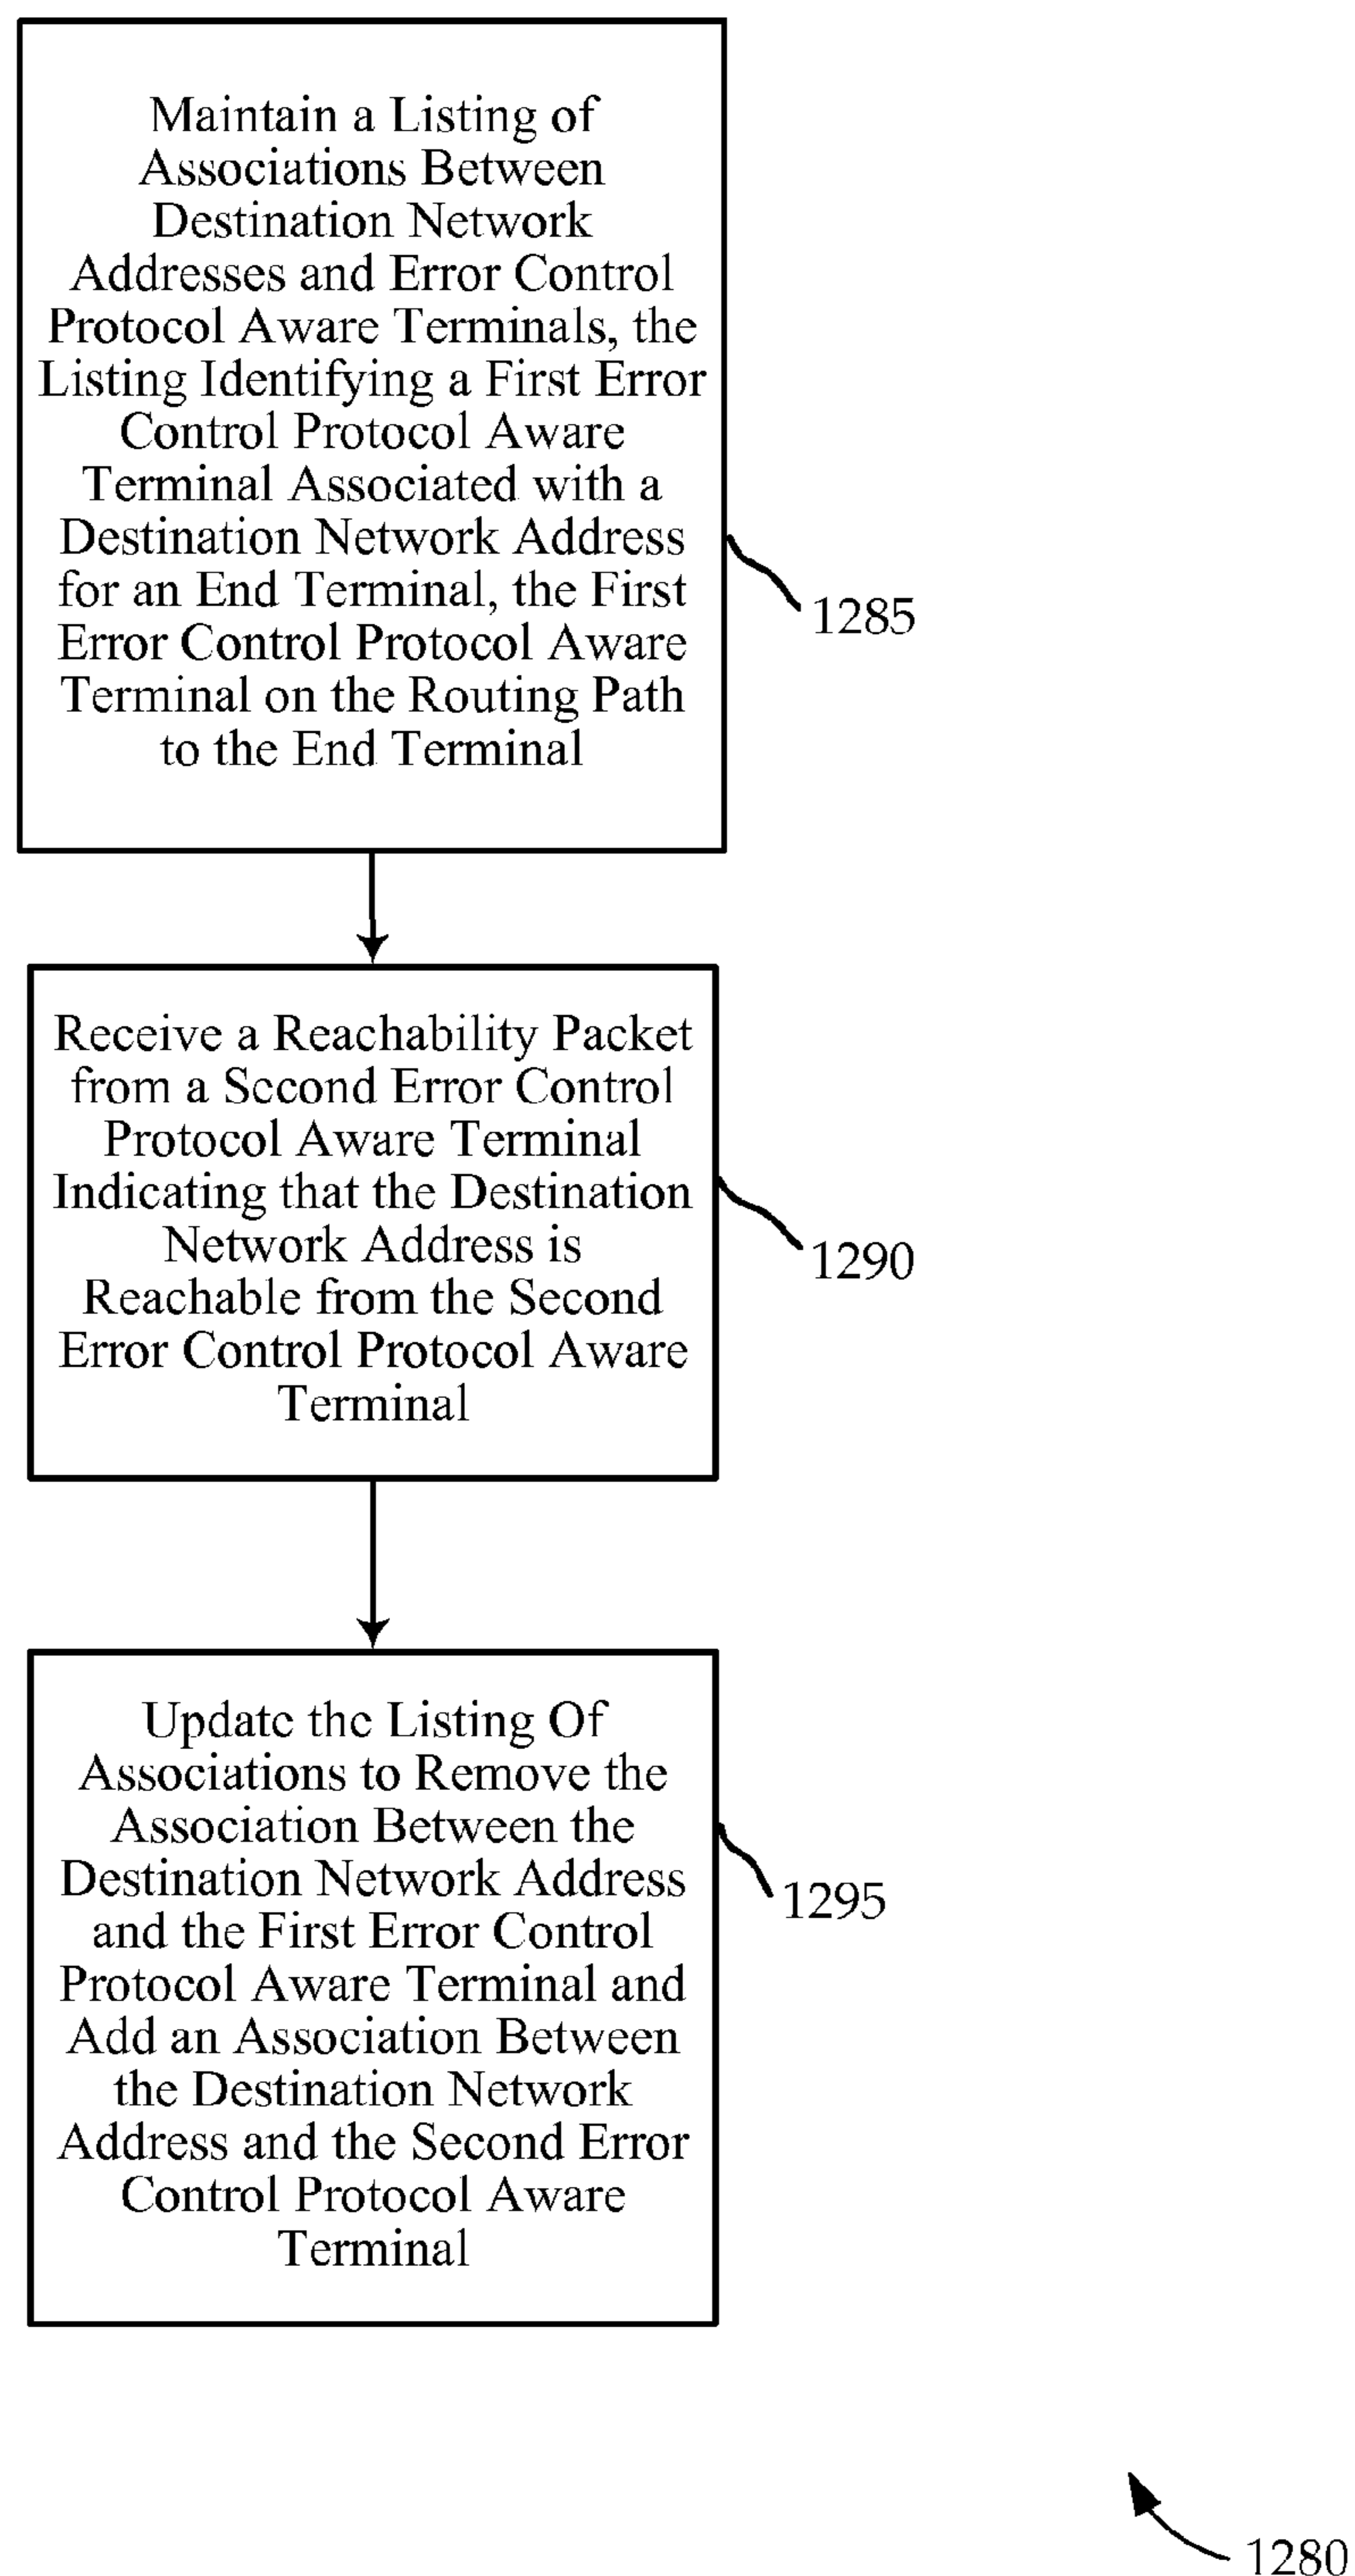 Maintain a Listing of
Associations Between
Destination Network
Addresses and Error Control
Protocol Aware Terminals, the
Listing Identifying a First Error
Control Protocol Aware
Terminal Associated with a
Destination Network Address
for an End Terminal, the First
Error Control Protocol Aware
Terminal on the Routing Path
to the End Terminal
1285
Receive a Reachability Packet
from a Second Error Control
Protocol Aware Terminal
Indicating that the Destination
Network Address is
Reachable from the Second
Error Control Protocol Aware
Terminal
1290
Update the Listing Of
Associations to Remove the
Association Between the
Destination Network Address
and the First Error Control
Protocol Aware Terminal and
Add an Association Between
the Destination Network
Address and the Second Error
Control Protocol Aware
Terminal
1295
1280